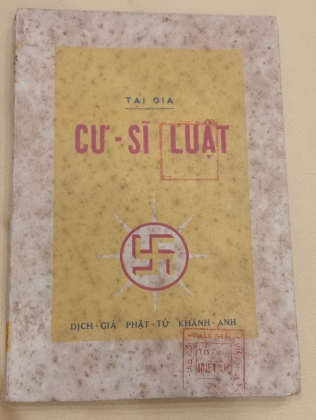 TẠI GIA
CƯ - SĨ LUẬT
DỊCH - GIẢ PHẬT - TỬ KHÁNH - ANH